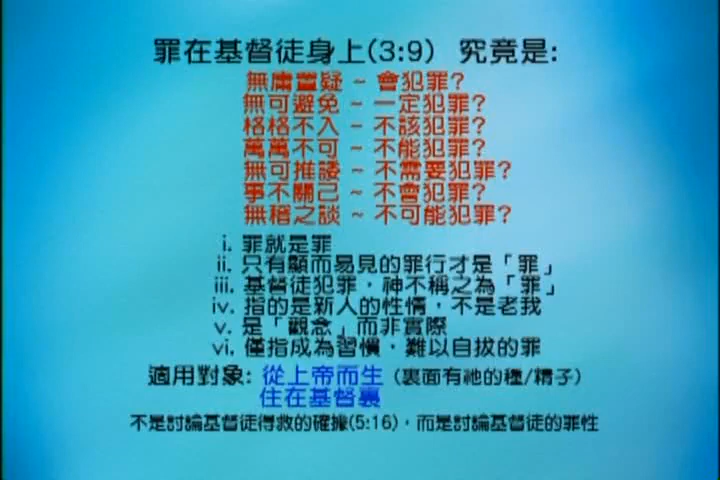 罪在基督徒身上(3:9) 究竟是:
無庸置疑 ~ 會犯罪?
無可避免 ~ 一定犯罪?
格格不入 ~ 不該犯罪?
萬萬不可 ~ 不能犯罪?
無可推諉 ~ 不需要犯罪?
事不關己 ~ 不會犯罪?
無稽之談 ~ 不可能犯罪?
i. 罪就是罪
ii. 只有顯而易見的罪行才是「罪」
iii. 基督徒犯罪，神不稱之為「罪」
iv. 指的是新人的性情，不是老我
v. 是「觀念」而非實際
vi. 僅指成為習慣，難以自拔的罪
適用對象: 從上帝而生 (裏面有祂的種/精子)
住在基督裏
不是討論基督徒得救的確據(5:16)，而是討論基督徒的罪性